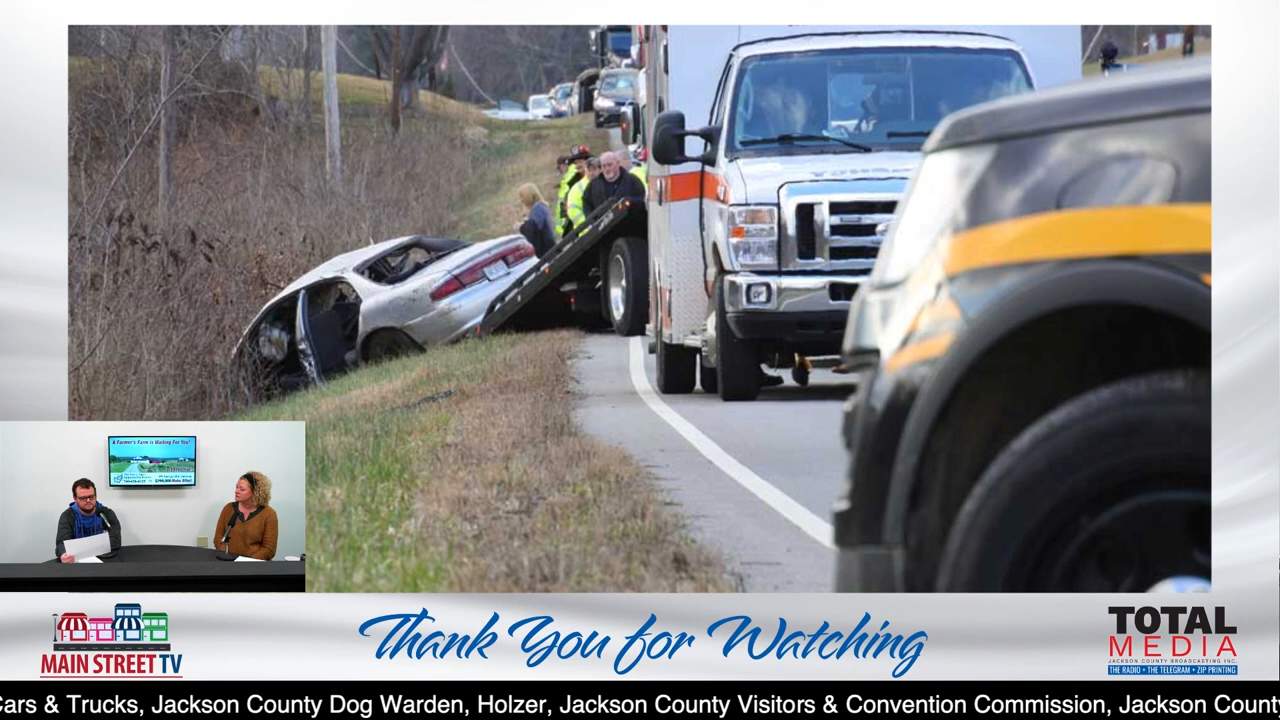 A Farmer's Farm is Waiting For You!
MAIN STREET TV
Thank You for Watching
TOTAL
MEDIA
JACKSON COUNTY BROADCASTING INC.
THE RADIO • THE TELEGRAM • ZIP PRINTING
Cars & Trucks, Jackson County Dog Warden, Holzer, Jackson County Visitors & Convention Commission, Jackson Count